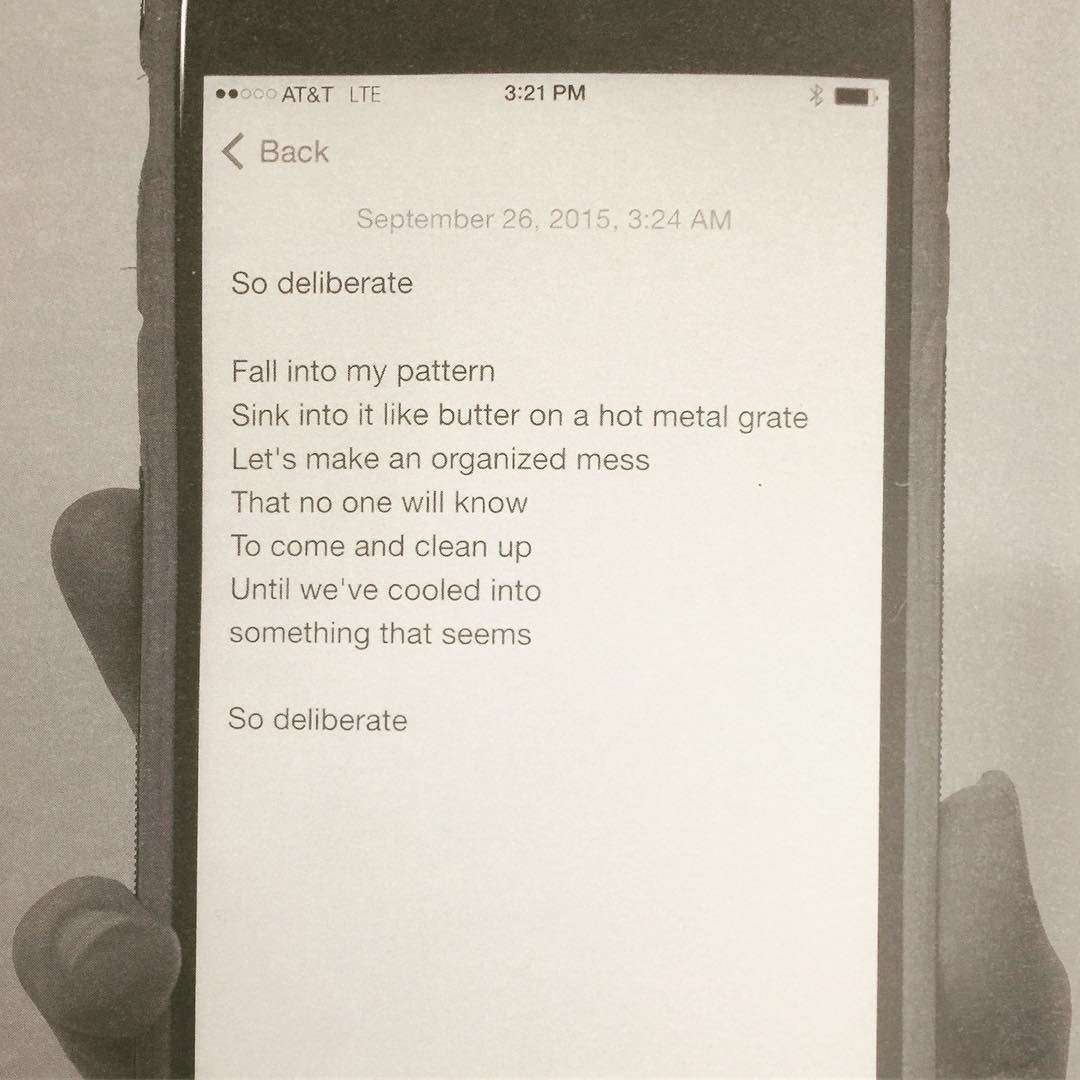 AT&T LTE 3:21 PM
Back
September 26, 2015, 3:24 AM
So deliberate
Fall into my pattern
Sink into it like butter on a hot metal grate
Let's make an organized mess
That no one will know
To come and clean up
Until we've cooled into
something that seems
So deliberate